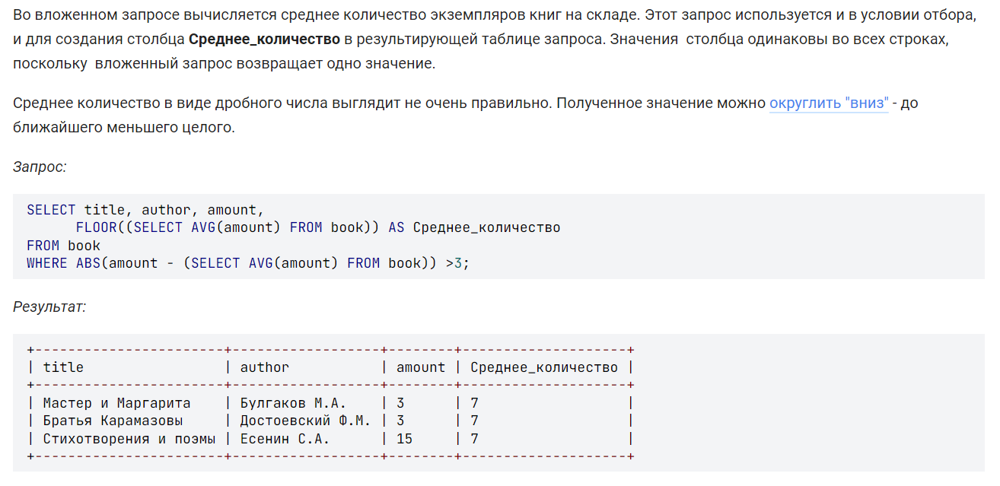 Во вложенном запросе вычисляется среднее количество экземпляров книг на складе. Этот запрос используется и в условии отбора,
и для создания столбца Среднее_количество в результирующей таблице запроса. Значения  столбца одинаковы во всех строках,
поскольку  вложенный запрос возвращает одно значение.
Среднее количество в виде дробного числа выглядит не очень правильно. Полученное значение можно округлить "вниз" - до
ближайшего меньшего целого.
Запрос:
SELECT title, author, amount,
      FLOOR((SELECT AVG(amount) FROM book)) AS Среднее_количество
FROM book
WHERE ABS(amount - (SELECT AVG(amount) FROM book)) >3;
Результат:
+-----------------------+------------------+--------+--------------------+
| title                 | author           | amount | Среднее_количество |
+-----------------------+------------------+--------+--------------------+
| Мастер и Маргарита    | Булгаков М.А.    | 3      | 7                  |
| Братья Карамазовы     | Достоевский Ф.М. | 3      | 7                  |
| Стихотворения и поэмы | Есенин С.А.      | 15     | 7                  |
+-----------------------+------------------+--------+--------------------+